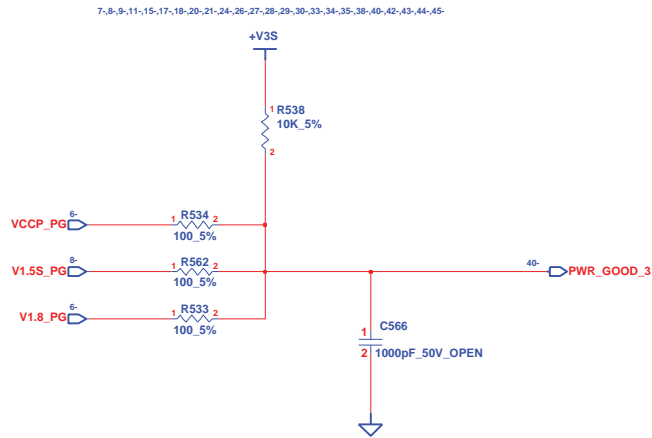 7-,8-,9-,11-,15-,17-,18-,20-,21-,24-,26-,27-,28-,29-,30-,33-,34-,35-,38-,40-,42-,43-,44-,45-
+V3S
1 R538
10K_5%
2
6-
VCCP_PG
1 R534 2
100_5%
8-
V1.5S_PG
1 R562 2
100_5%
40-
PWR_GOOD_3
6-
V1.8_PG
1 R533 2
100_5%
C566
1
2 1000pF_50V_OPEN